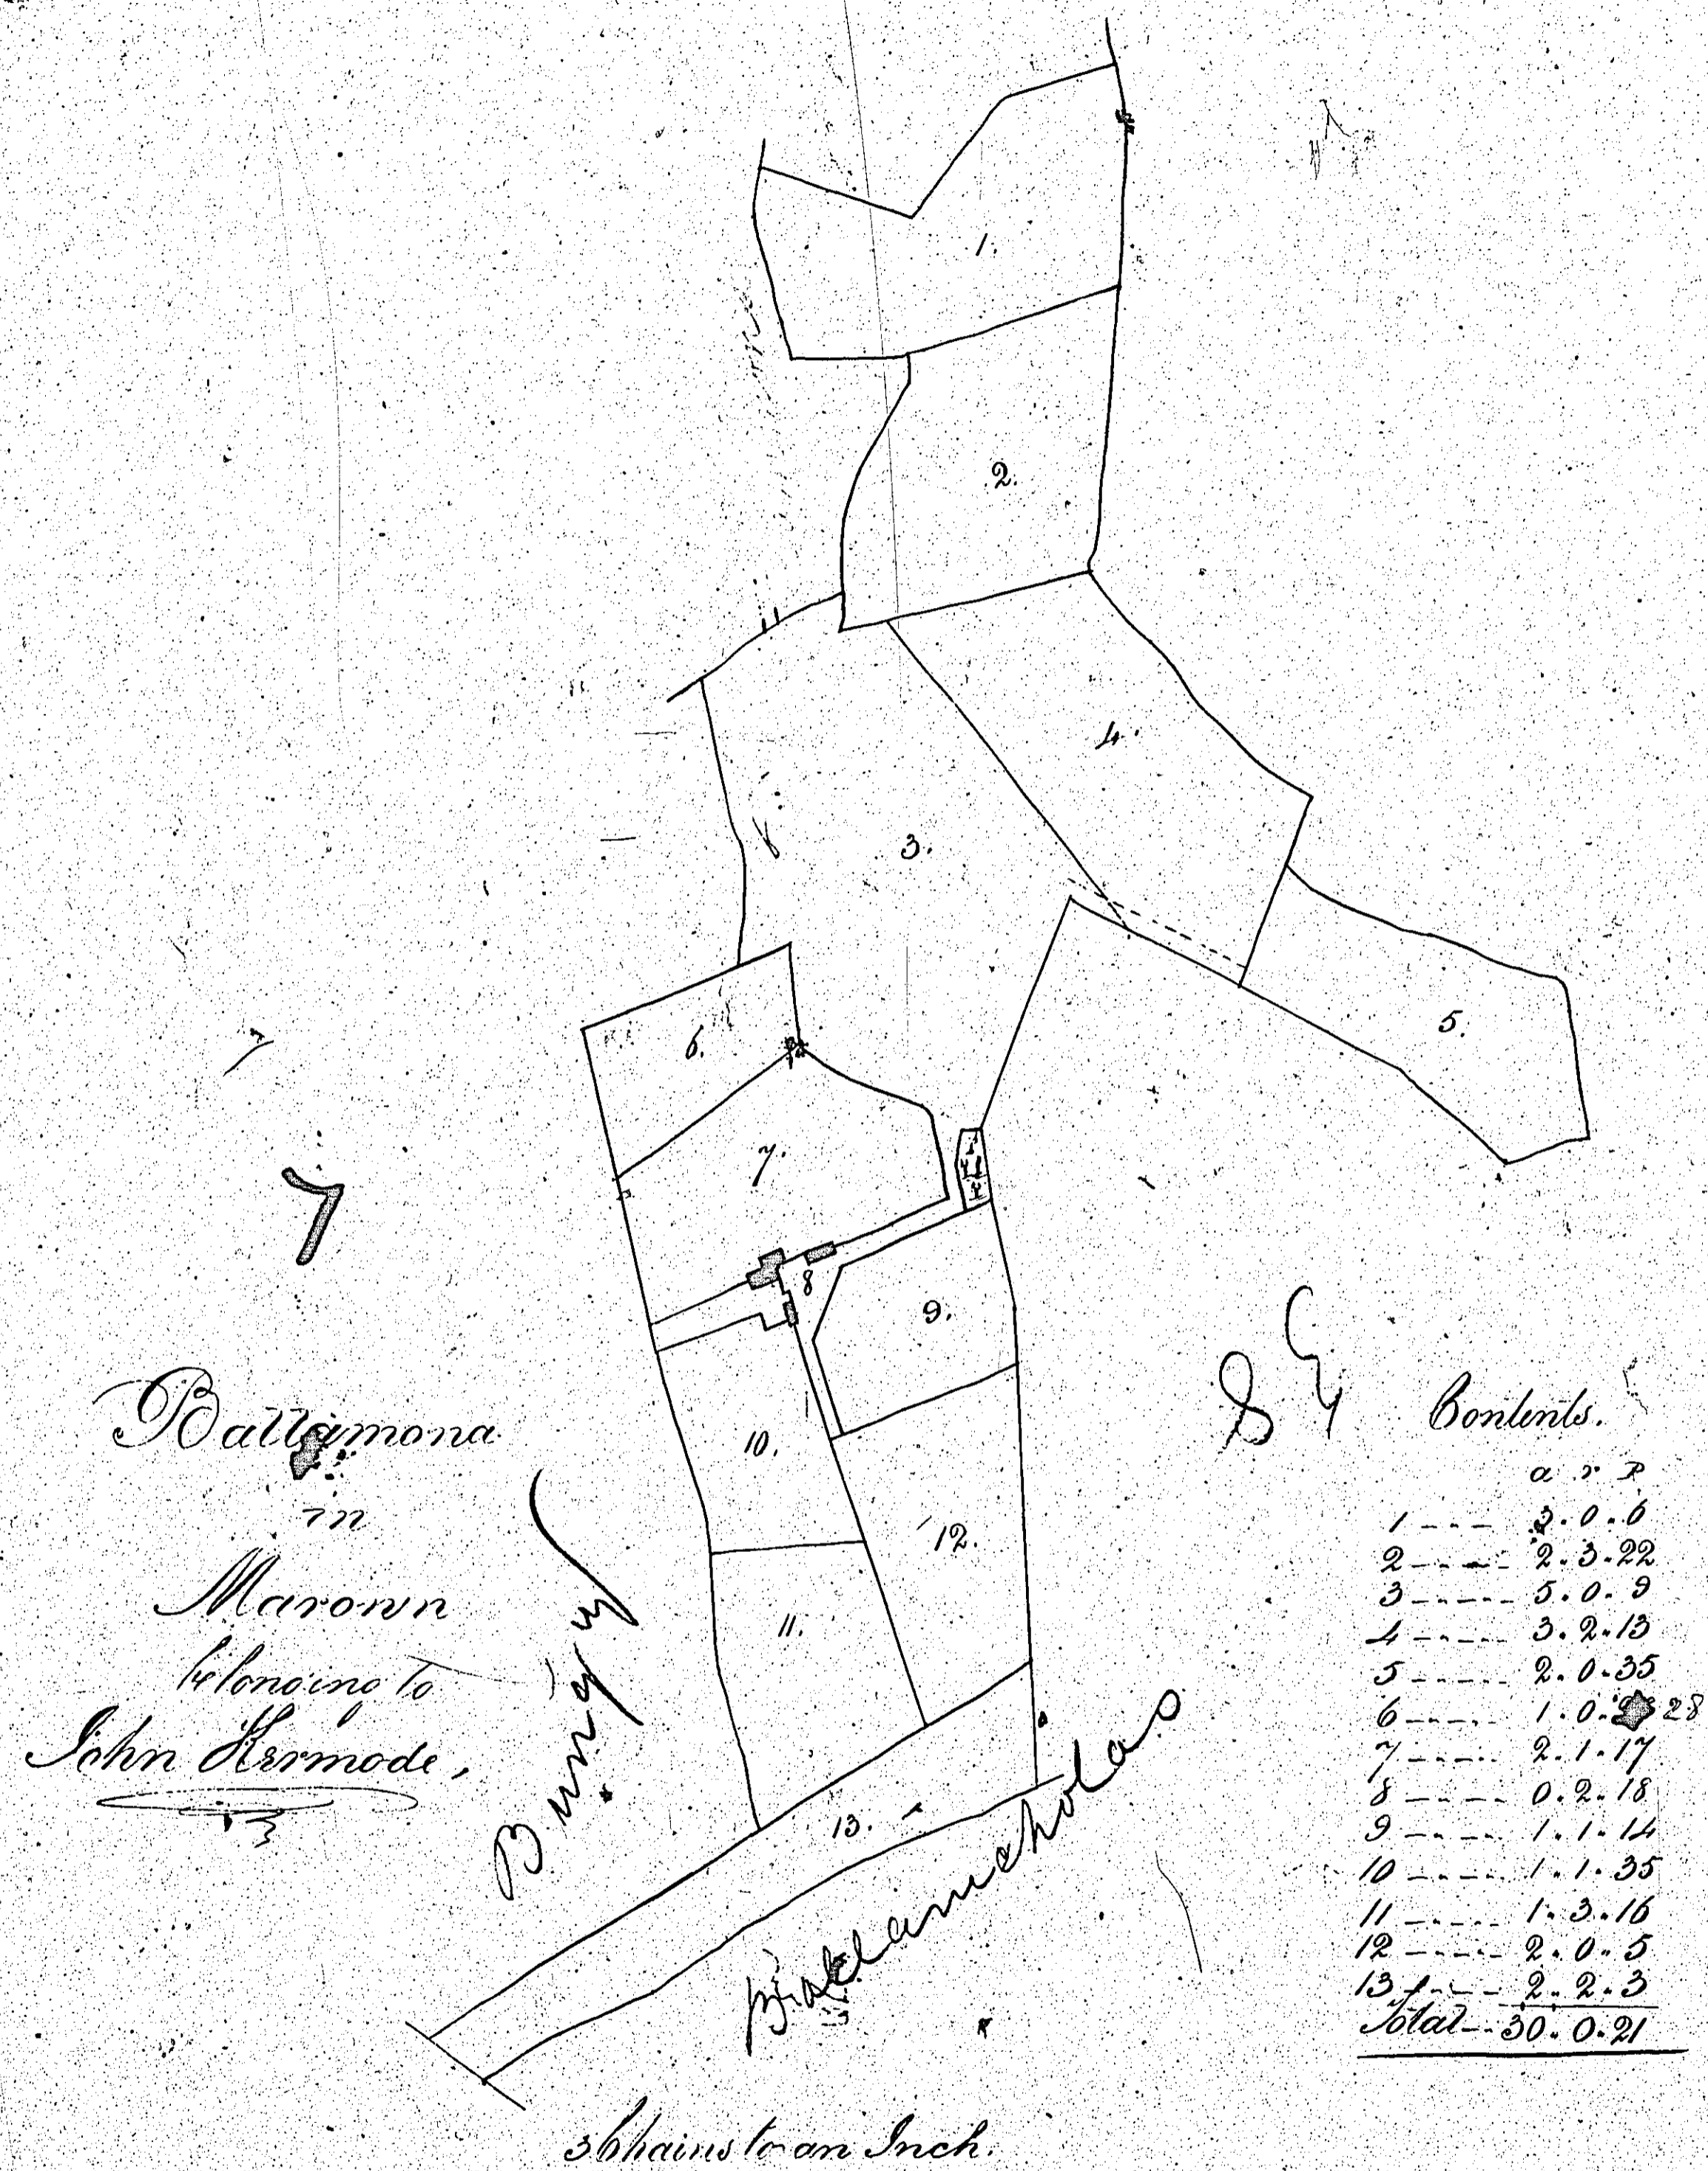 1.
2.
3.
4.
5.
6.
7.
8
9.
10.
11.
12.
13.
7
Ballamona
in
Marown
belonging to
John Kermode,
Ballanicholas
Contents.
a r P
1 ---- 3.0.6
2 ---- 2.3.22
3 ---- 5.0.9
4 ---- 3.2.13
5 ---- 2.0.35
6 ---- 1.0. 28
7 ---- 2.1.17
8 ---- 0.2.18
9 ---- 1.1.14
10 ---- 1.1.35
11 ---- 1.3.16
12 ---- 2.0.5
13 ---- 2.2.3
Total -- 30.0.21
3 Chains to an Inch.